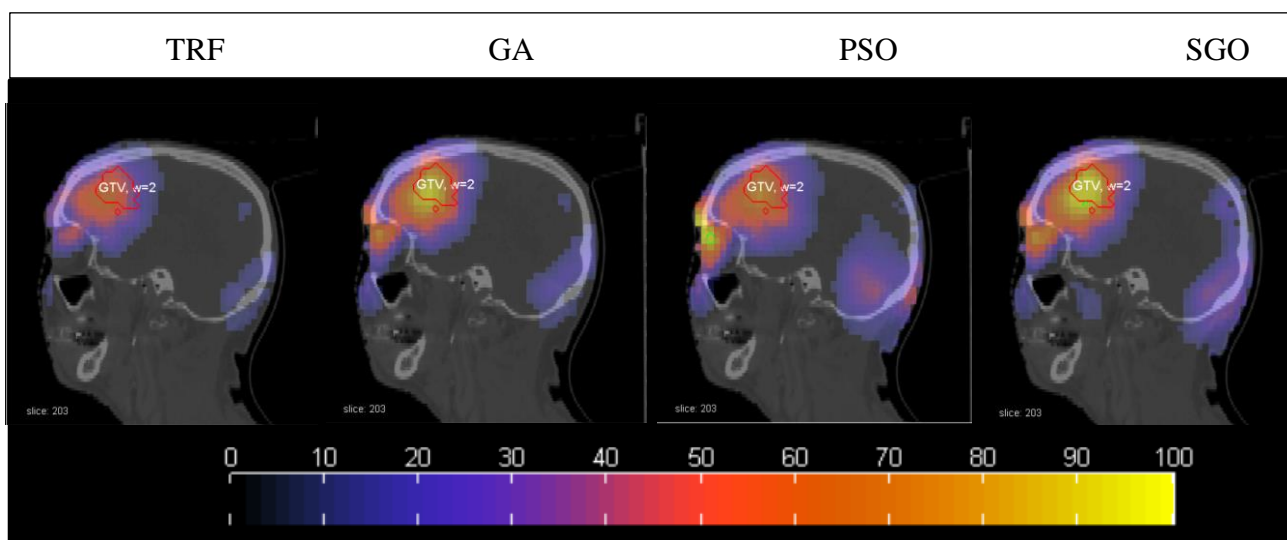 TRF GA PSO SGO
GTV, w=2 GTV, w=2 GTV, w=2 GTV, w=2
slice: 203 slice: 203 slice: 203 slice: 203
0 10 20 30 40 50 60 70 80 90 100